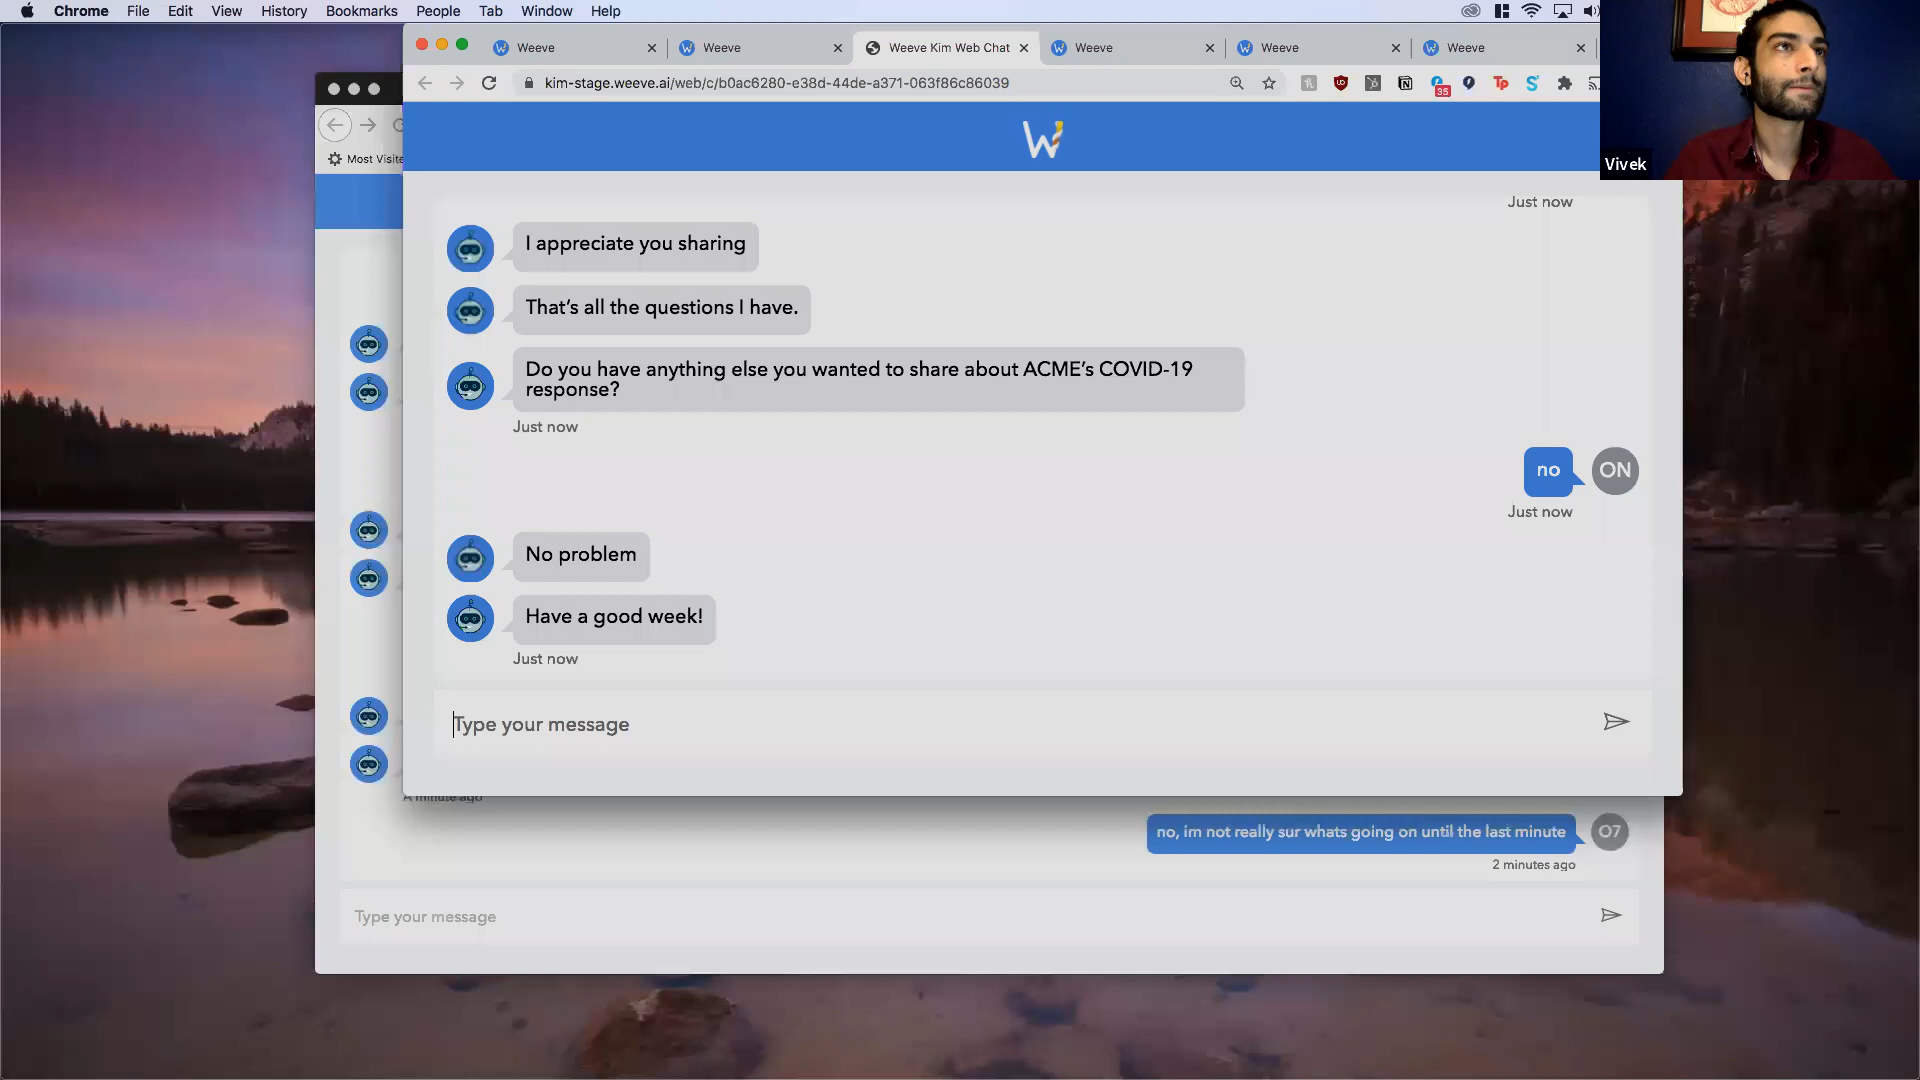 Chrome File Edit View History Bookmarks People Tab Window Help
Weeve
Weeve
Weeve Kim Web Chat
Weeve
Weeve
Weeve
kim-stage.weeve.ai/web/c/b0ac6280-e38d-44de-a371-063f86c86039
35
Tp
S
Vivek
Most Visite
W
Just now
I appreciate you sharing
That's all the questions I have.
Do you have anything else you wanted to share about ACME's COVID-19
response?
Just now
no
ON
Just now
No problem
Have a good week!
Just now
Type your message
A minute ago
no, im not really sur whats going on until the last minute
O7
2 minutes ago
Type your message